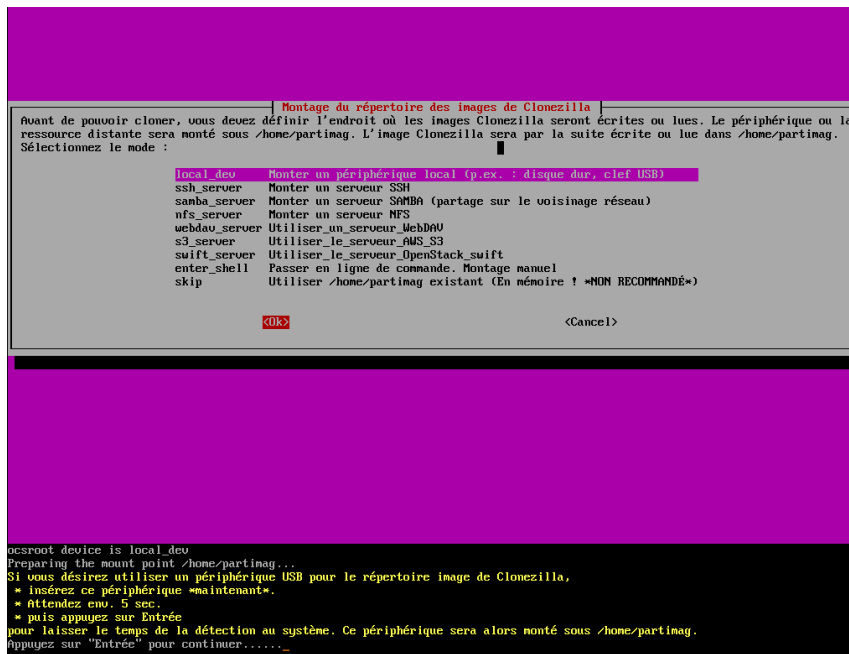 Montage du répertoire des images de Clonezilla
Avant de pouvoir cloner, vous devez définir l'endroit où les images Clonezilla seront écrites ou lues. Le périphérique ou
ressource distante sera monté sous /home/partimag. L'image Clonezilla sera par la suite écrite ou lue dans /home/partimag.
Sélectionnez le mode :
local_dev Monter un périphérique local (p.ex. : disque dur, clef USB)
ssh_server Monter un serveur SSH
samba_server Monter un serveur SAMBA (partage sur le voisinage réseau)
nfs_server Monter un serveur NFS
webdav_server Utiliser_un_serveur_WebDAV
s3_server Utiliser_le_serveur_AWS_S3
swift_server Utiliser_le_serveur_OpenStack_swift
enter_shell Passer en ligne de commande. Montage manuel
skip Utiliser /home/partimag existant (En mémoire ! *NON RECOMMANDÉ*)
<Ok> <Cancel>
ocsroot device is local_dev
Preparing the mount point /home/partimag...
Si vous désirez utiliser un périphérique USB pour le répertoire image de Clonezilla,
* insérez ce périphérique *maintenant*.
* Attendez env. 5 sec.
* puis appuyez sur Entrée
pour laisser le temps de la détection au système. Ce périphérique sera alors monté sous /home/partimag.
Appuyez sur "Entrée" pour continuer......